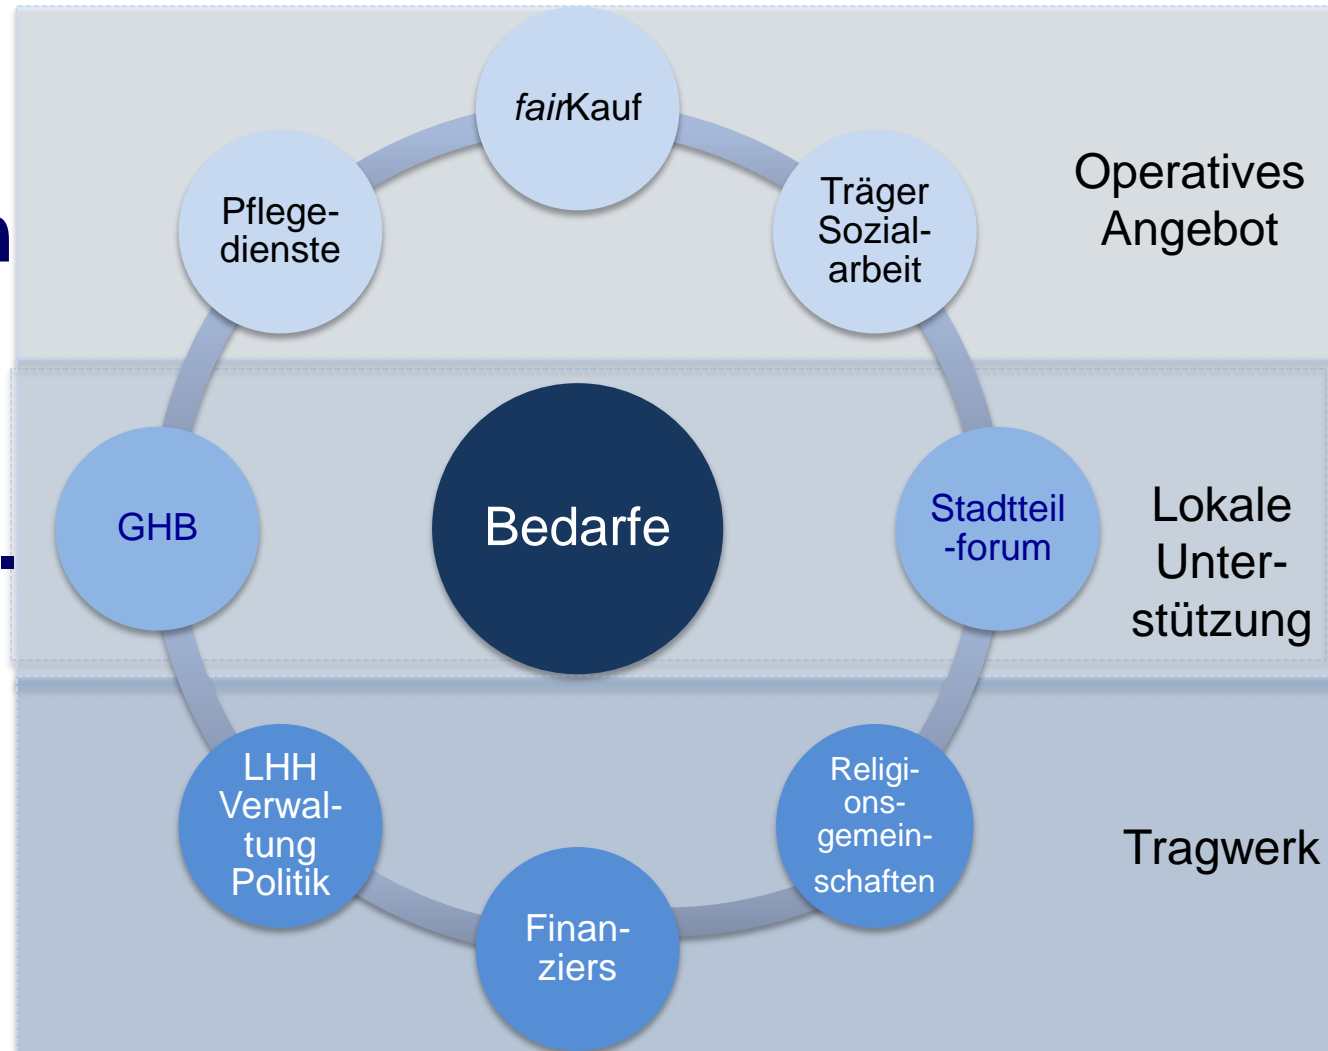 fairKauf
Pflege-
dienste
Träger
Sozial-
arbeit
Operatives
Angebot
GHB
Bedarfe
Stadtteil
-forum
Lokale
Unter-
stützung
LHH
Verwal-
tung
Politik
Religi-
ons-
gemein-
schaften
Tragwerk
Finan-
ziers